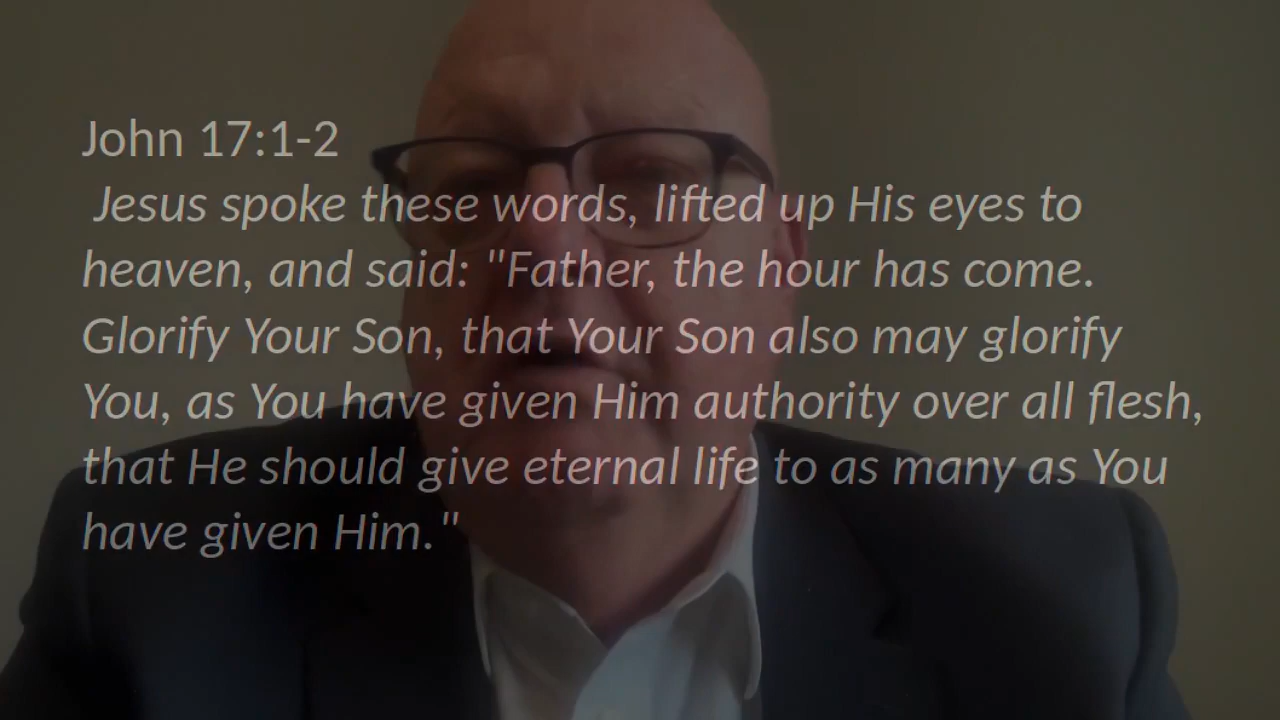 John 17:1-2
Jesus spoke these words, lifted up His eyes to
heaven, and said: "Father, the hour has come.
Glorify Your Son, that Your Son also may glorify
You, as You have given Him authority over all flesh,
that He should give eternal life to as many as You
have given Him."